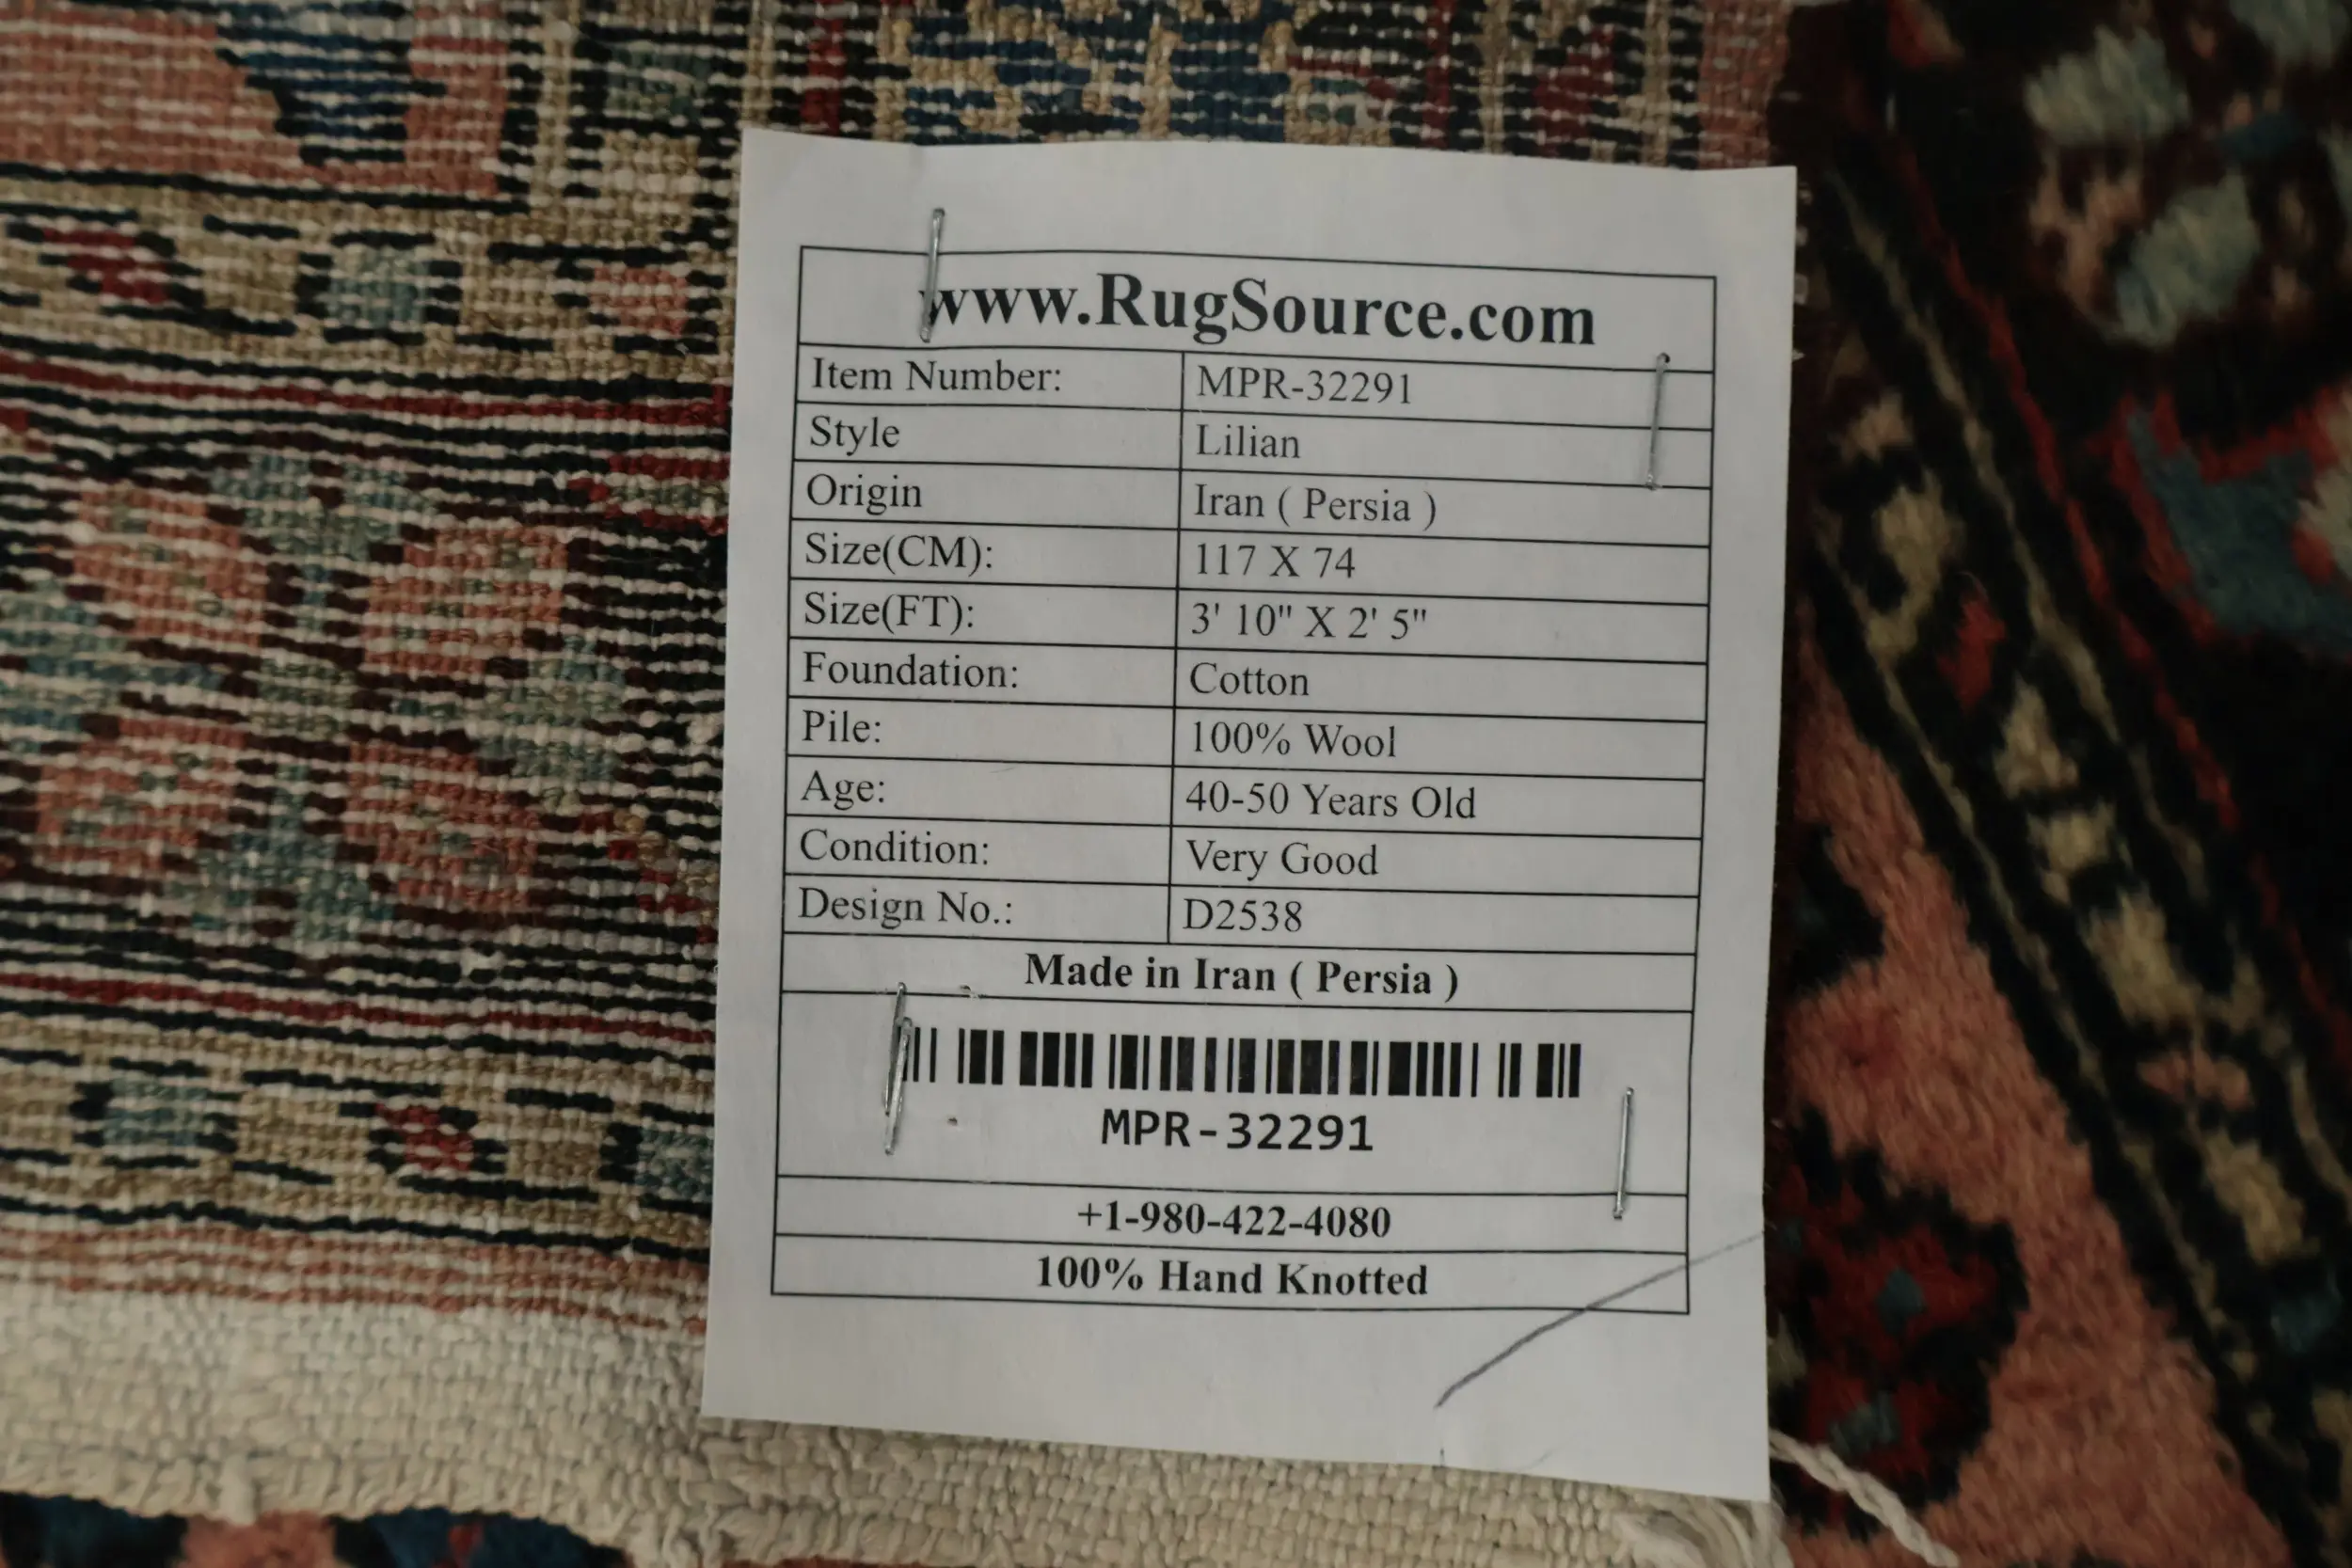 www.RugSource.com
Item Number: MPR-32291
Style Lilian
Origin Iran ( Persia )
Size(CM): 117 X 74
Size(FT): 3' 10" X 2' 5"
Foundation: Cotton
Pile: 100% Wool
Age: 40-50 Years Old
Condition: Very Good
Design No.: D2538
Made in Iran ( Persia )
MPR-32291
+1-980-422-4080
100% Hand Knotted